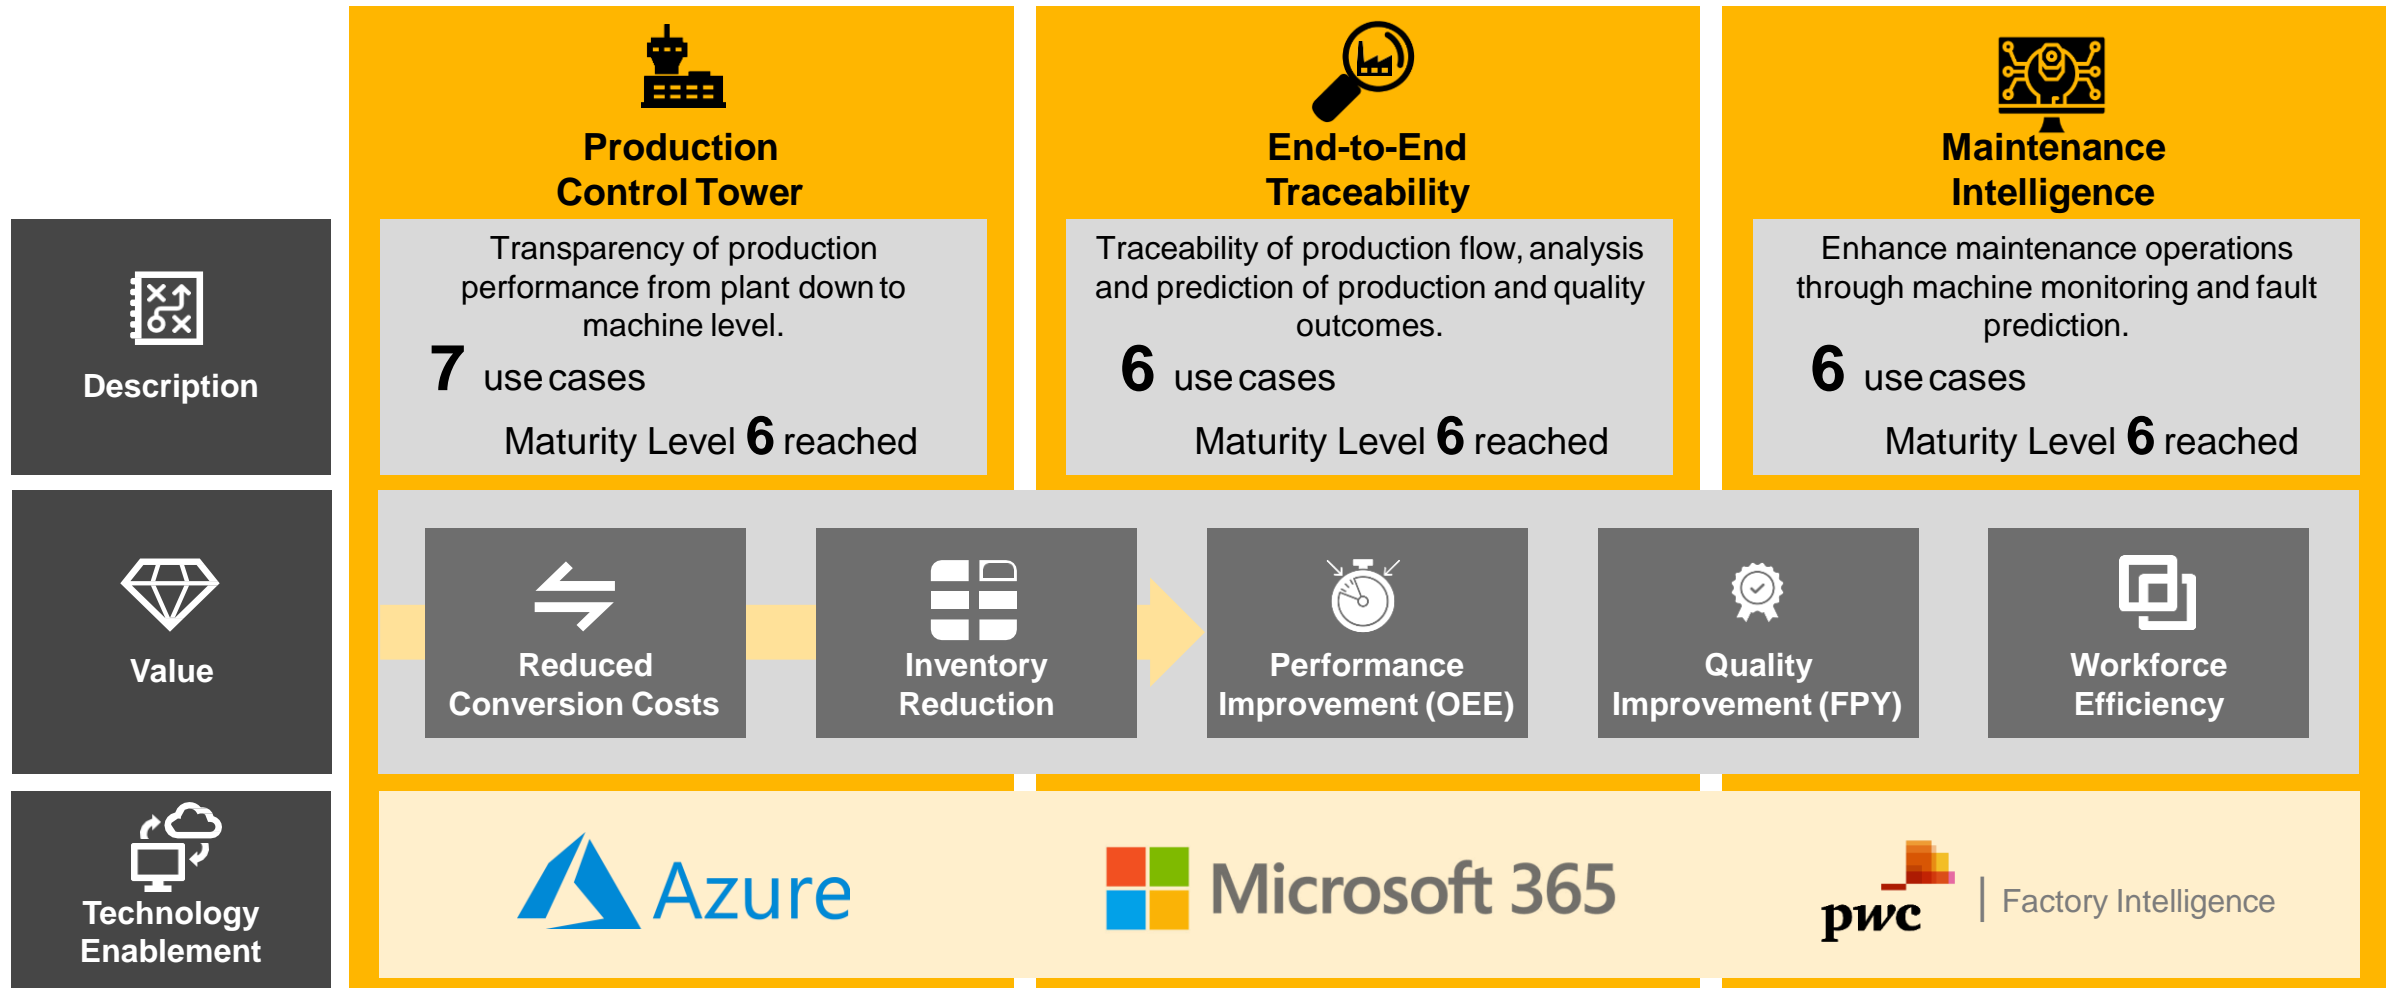 Production
Control Tower
End-to-End
Traceability
Maintenance
Intelligence
Description
Transparency of production
performance from plant down to
machine level.
7 use cases
Maturity Level 6 reached
Traceability of production flow, analysis
and prediction of production and quality
outcomes.
6 use cases
Maturity Level 6 reached
Enhance maintenance operations
through machine monitoring and fault
prediction.
6 use cases
Maturity Level 6 reached
Value
Reduced
Conversion Costs
Inventory
Reduction
Performance
Improvement (OEE)
Quality
Improvement (FPY)
Workforce
Efficiency
Technology
Enablement
Azure
Microsoft 365
pwc | Factory Intelligence